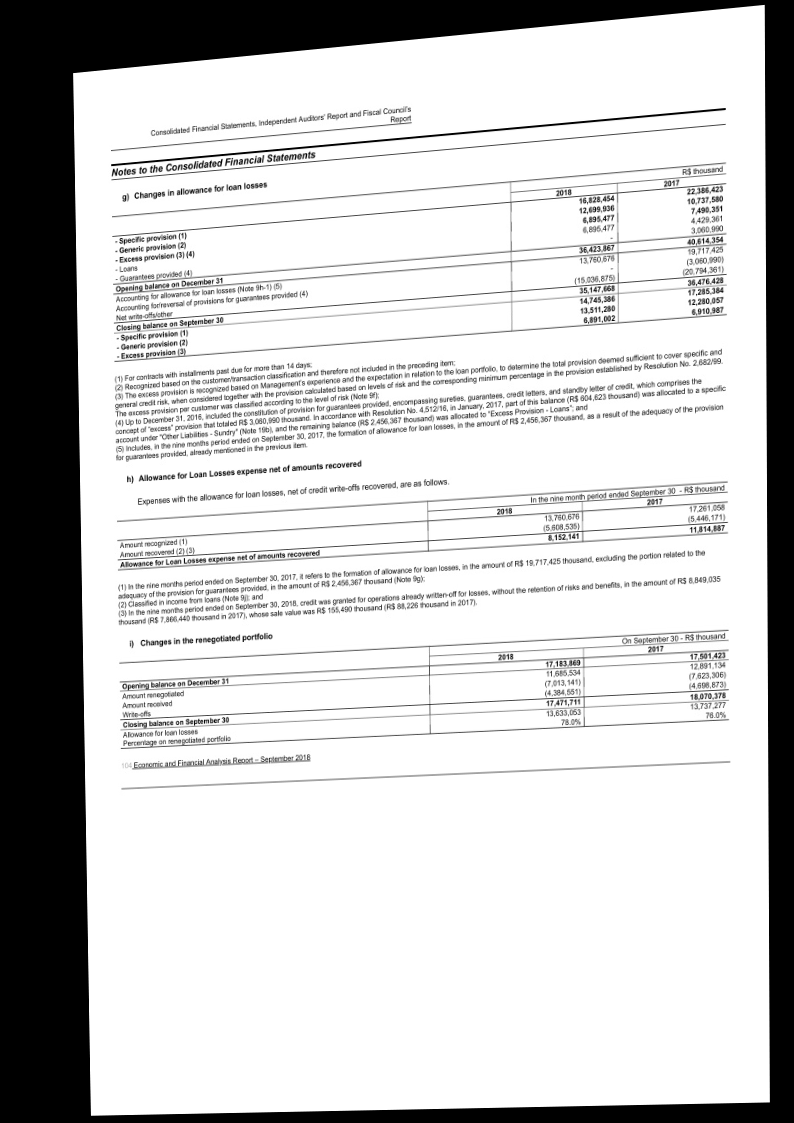 Consolidated Financial Statements, Independent Auditors' Report and Fiscal Council's
Report
Notes to the Consolidated Financial Statements
g) Changes in allowance for loan losses
R$ thousand
2018 2017
- Specific provision (1) 16,828,454 22,386,423
- Generic provision (2) 12,699,936 10,737,580
- Excess provision (3) (4) 6,895,477 7,490,351
- Loans 6,895,477 4,429,361
- Guarantees provided (4) - 3,060,990
Opening balance on December 31 36,423,867 40,614,354
Accounting for allowance for loan losses (Note 9h-1) (5) 13,760,676 19,717,425
Accounting for/reversal of provisions for guarantees provided (4) - (3,060,990)
Net write-offs/other (15,036,875) (20,794,361)
Closing balance on September 30 35,147,668 36,476,428
- Specific provision (1) 14,745,386 17,285,384
- Generic provision (2) 13,511,280 12,280,057
- Excess provision (3) 6,891,002 6,910,987
(1) For contracts with installments past due for more than 14 days;
(2) Recognized based on the customer/transaction classification and therefore not included in the preceding item;
(3) The excess provision is recognized based on Management's experience and the expectation in relation to the loan portfolio, to determine the total provision deemed sufficient to cover specific and
general credit risk, when considered together with the provision calculated based on levels of risk and the corresponding minimum percentage in the provision established by Resolution No. 2,682/99.
The excess provision per customer was classified according to the level of risk (Note 9f);
(4) Up to December 31, 2016, included the constitution of provision for guarantees provided, encompassing sureties, guarantees, credit letters, and standby letter of credit, which comprises the
concept of "excess" provision that totaled R$ 3,060,990 thousand. In accordance with Resolution No. 4,512/16, in January, 2017, part of this balance (R$ 604,623 thousand) was allocated to a specific
account under "Other Liabilities - Sundry" (Note 19b), and the remaining balance (R$ 2,456,367 thousand) was allocated to "Excess Provision - Loans"; and
(5) Includes, in the nine months period ended on September 30, 2017, the formation of allowance for loan losses, in the amount of R$ 2,456,367 thousand, as a result of the adequacy of the provision
for guarantees provided, already mentioned in the previous item.
h) Allowance for Loan Losses expense net of amounts recovered
Expenses with the allowance for loan losses, net of credit write-offs recovered, are as follows.
In the nine month period ended September 30 - R$ thousand
2018 2017
Amount recognized (1) 13,760,676 17,261,058
Amount recovered (2) (3) (5,608,535) (5,446,171)
Allowance for Loan Losses expense net of amounts recovered 8,152,141 11,814,887
(1) In the nine months period ended on September 30, 2017, it refers to the formation of allowance for loan losses, in the amount of R$ 19,717,425 thousand, excluding the portion related to the
adequacy of the provision for guarantees provided, in the amount of R$ 2,456,367 thousand (Note 9g);
(2) Classified in income from loans (Note 9j); and
(3) In the nine months period ended on September 30, 2018, credit was granted for operations already written-off for losses, without the retention of risks and benefits, in the amount of R$ 8,849,035
thousand (R$ 7,866,440 thousand in 2017), whose sale value was R$ 155,490 thousand (R$ 88,226 thousand in 2017).
i) Changes in the renegotiated portfolio
On September 30 - R$ thousand
2018 2017
Opening balance on December 31 17,183,869 17,501,423
Amount renegotiated 11,685,534 12,891,134
Amount received (7,013,141) (7,623,306)
Write-offs (4,384,551) (4,698,873)
Closing balance on September 30 17,471,711 18,070,378
Allowance for loan losses 13,633,053 13,737,277
Percentage on renegotiated portfolio 78.0% 76.0%
104 Economic and Financial Analysis Report – September 2018